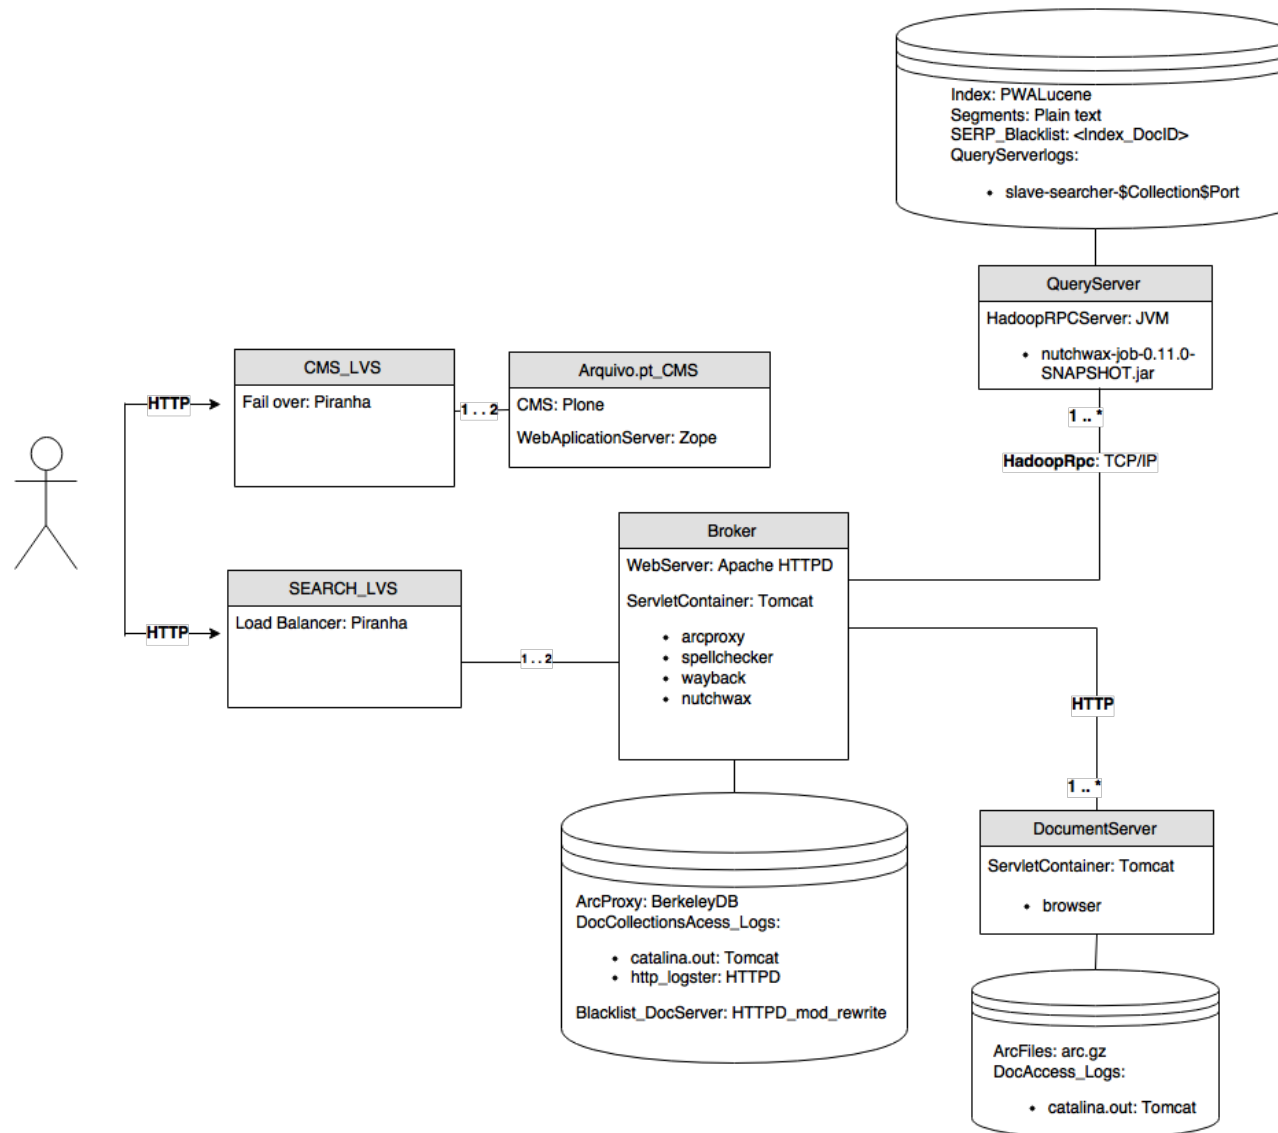 Index: PWALucene
Segments: Plain text
SERP_Blacklist: <Index_DocID>
QueryServerlogs:
• slave-searcher-$Collection$Port
QueryServer
HadoopRPCServer: JVM
• nutchwax-job-0.11.0-
SNAPSHOT.jar
1 .. *
HadoopRpc: TCP/IP
CMS_LVS
Fail over: Piranha
HTTP
1 . . 2
Arquivo.pt_CMS
CMS: Plone
WebAplicationServer: Zope
SEARCH_LVS
Load Balancer: Piranha
HTTP
1 . . 2
Broker
WebServer: Apache HTTPD
ServletContainer: Tomcat
• arcproxy
• spellchecker
• wayback
• nutchwax
HTTP
1 .. *
ArcProxy: BerkeleyDB
DocCollectionsAcess_Logs:
• catalina.out: Tomcat
• http_logster: HTTPD
Blacklist_DocServer: HTTPD_mod_rewrite
DocumentServer
ServletContainer: Tomcat
• browser
ArcFiles: arc.gz
DocAccess_Logs:
• catalina.out: Tomcat